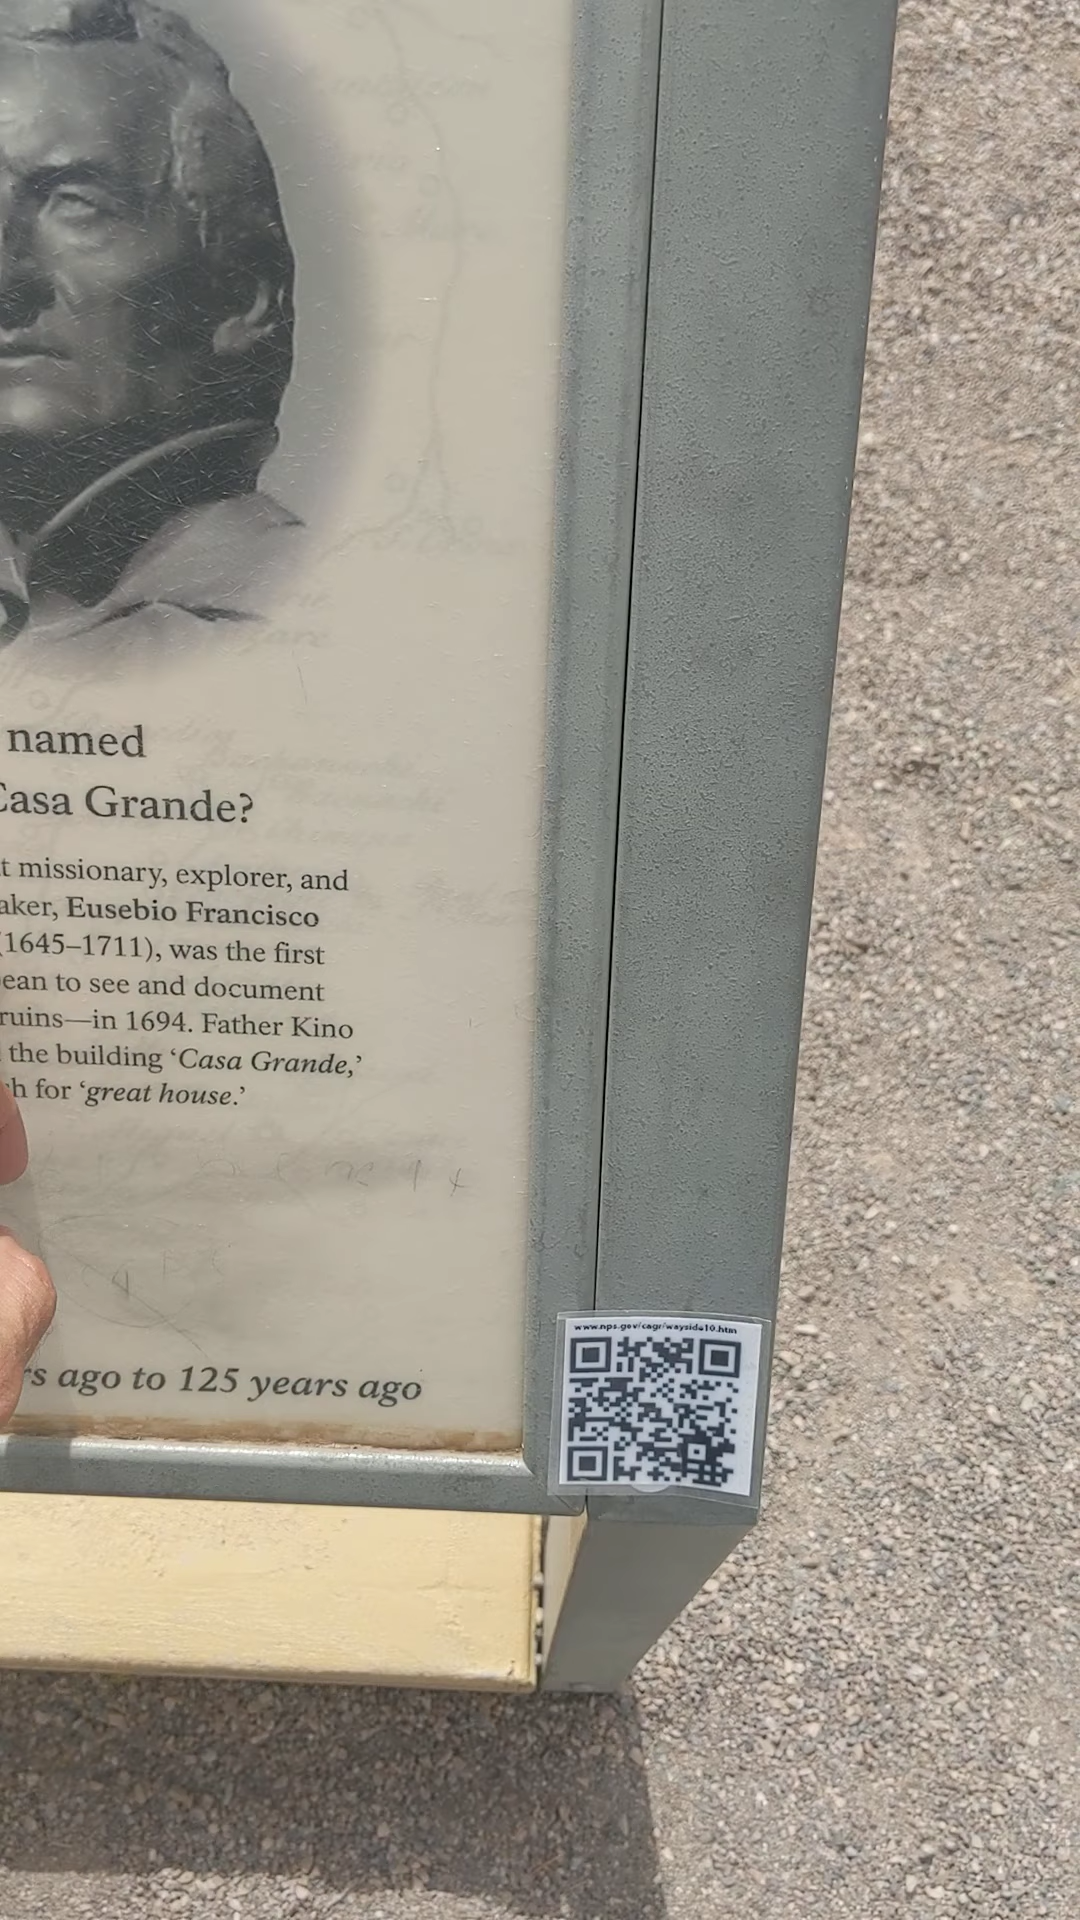 named
Casa Grande?
t missionary, explorer, and
aker, Eusebio Francisco
(1645–1711), was the first
ean to see and document
ruins—in 1694. Father Kino
the building ‘Casa Grande,’
h for ‘great house.’
rs ago to 125 years ago
www.nps.gov/cagr/wayside10.htm